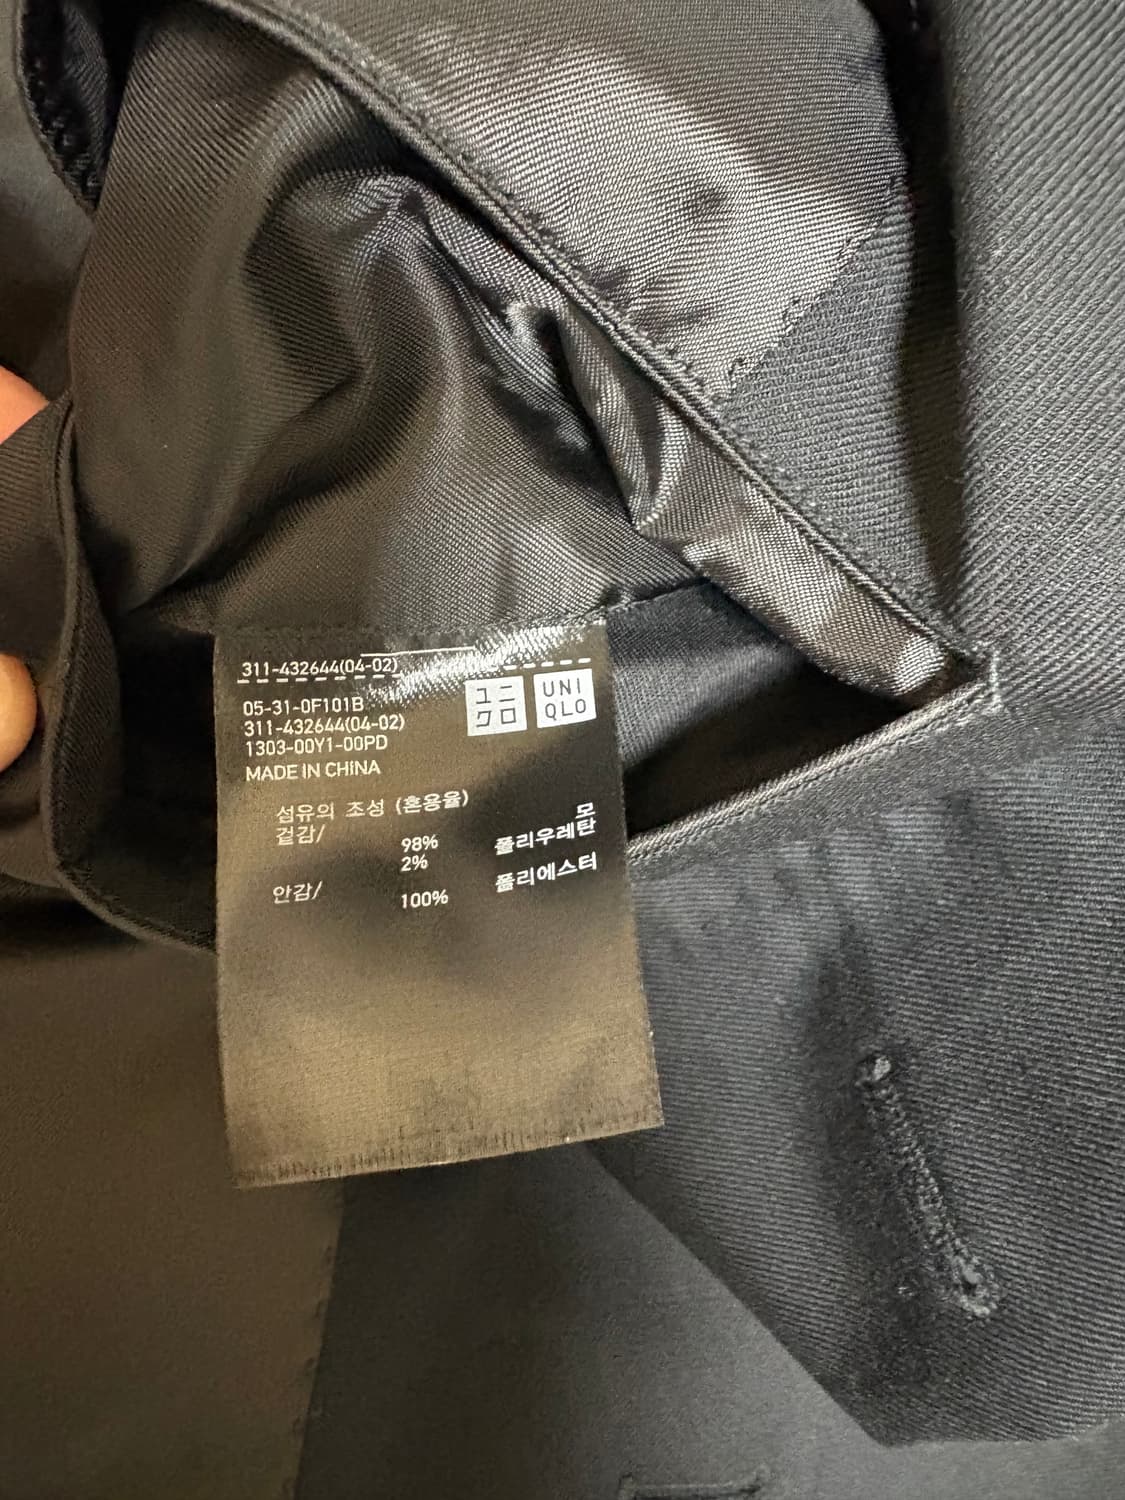 311-432644(04-02)
ユニクロ
UNIQLO
05-31-0F101B
311-432644(04-02)
1303-00Y1-00PD
MADE IN CHINA
섬유의 조성 (혼용율)
겉감/ 98% 모
2% 폴리우레탄
안감/ 100% 폴리에스터